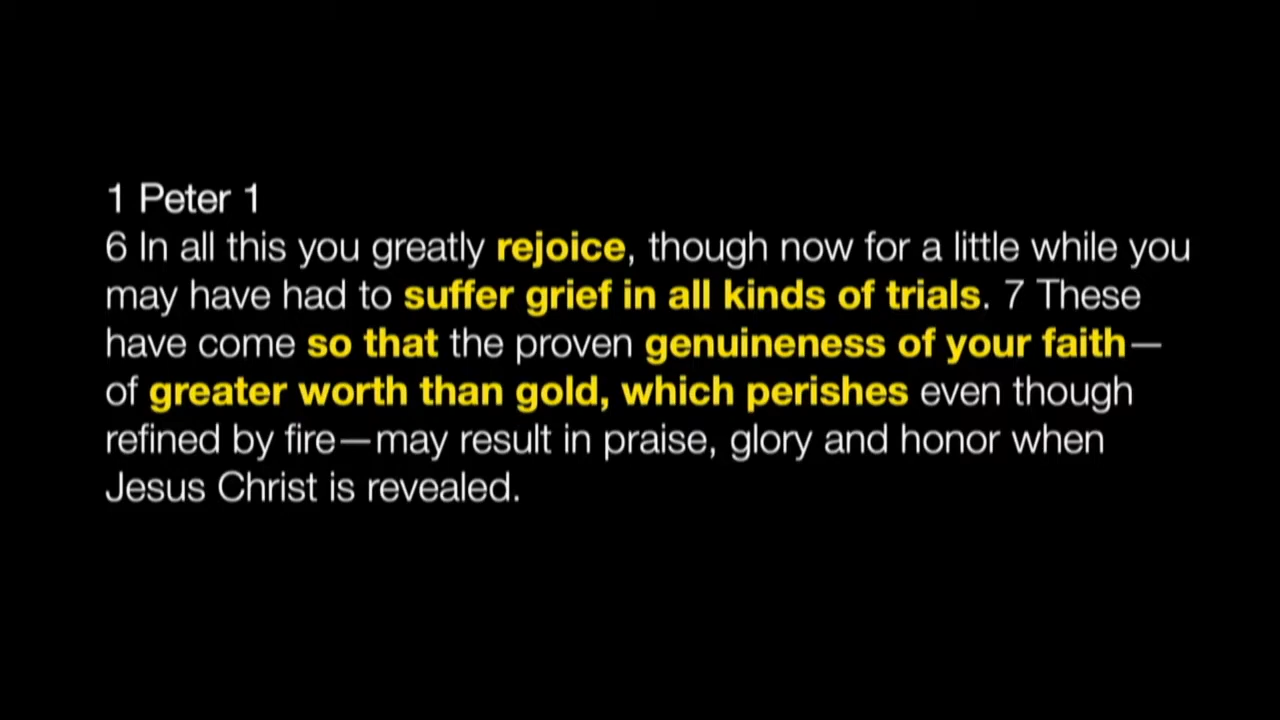 1 Peter 1
6 In all this you greatly rejoice, though now for a little while you
may have had to suffer grief in all kinds of trials. 7 These
have come so that the proven genuineness of your faith—
of greater worth than gold, which perishes even though
refined by fire—may result in praise, glory and honor when
Jesus Christ is revealed.